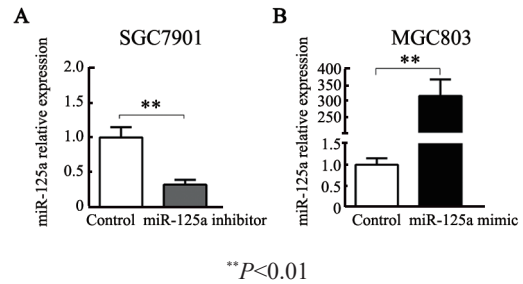 A
SGC7901
miR-125a relative expression
2.0
1.5
1.0
0.5
0
**
Control
miR-125a inhibitor
B
MGC803
miR-125a relative expression
400
350
300
250
1.5
1.0
0.5
0
**
Control
miR-125a mimic
**P<0.01